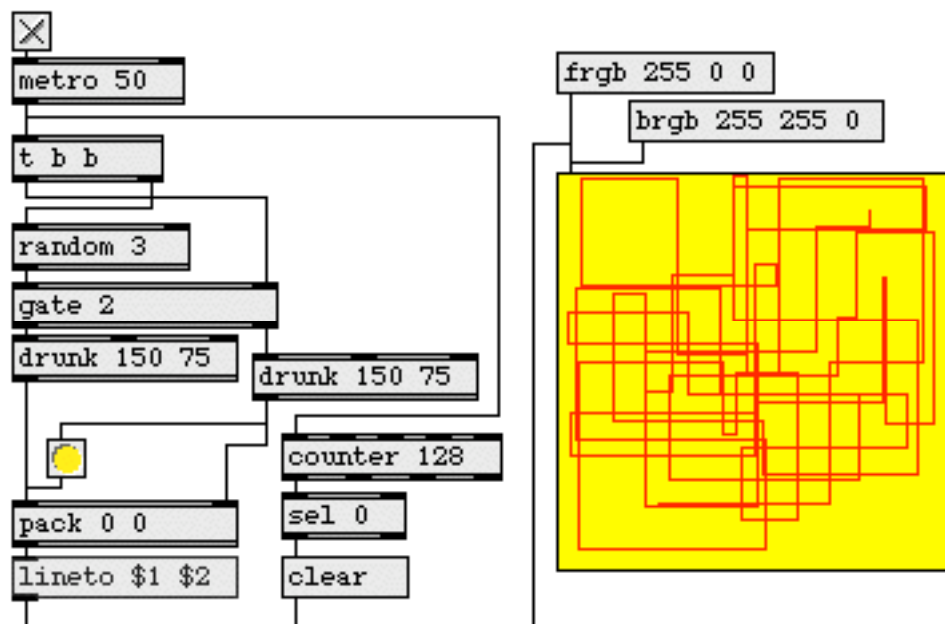 metro 50
t b b
random 3
gate 2
drunk 150 75
drunk 150 75
pack 0 0
lineto $1 $2
counter 128
sel 0
clear
frgb 255 0 0
brgb 255 255 0